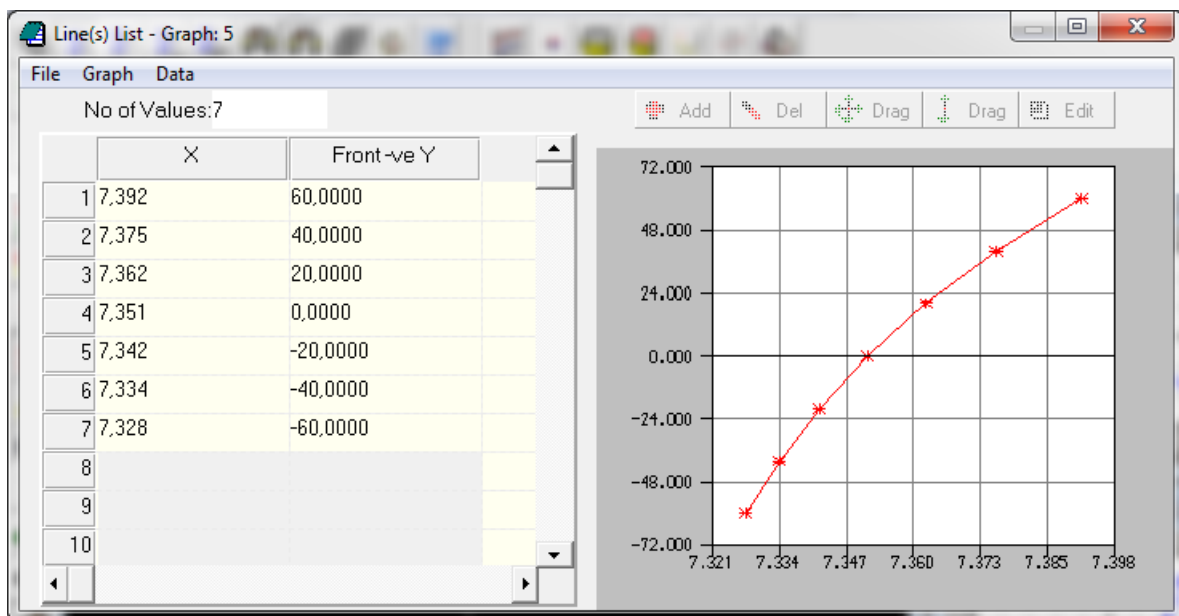 Line(s) List - Graph: 5
File Graph Data
No of Values:7
Add Del Drag Drag Edit
X Front-ve Y
1 7,392 60,0000
2 7,375 40,0000
3 7,362 20,0000
4 7,351 0,0000
5 7,342 -20,0000
6 7,334 -40,0000
7 7,328 -60,0000
8
9
10
72.000
48.000
24.000
0.000
-24.000
-48.000
-72.000
7.321 7.334 7.347 7.360 7.373 7.385 7.398